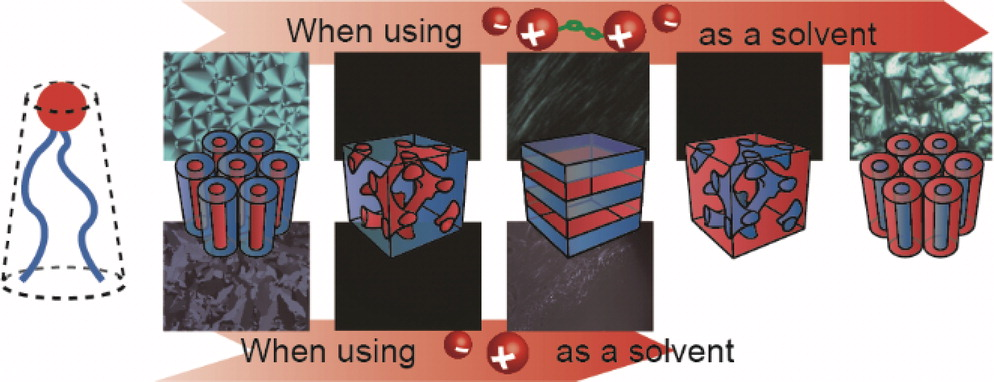 When using - + + - as a solvent
When using - + as a solvent